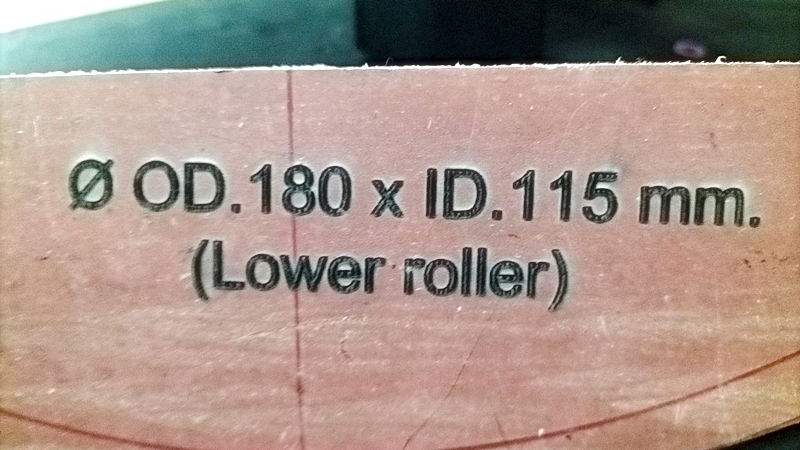 Ø OD.180 x ID.115 mm.
(Lower roller)